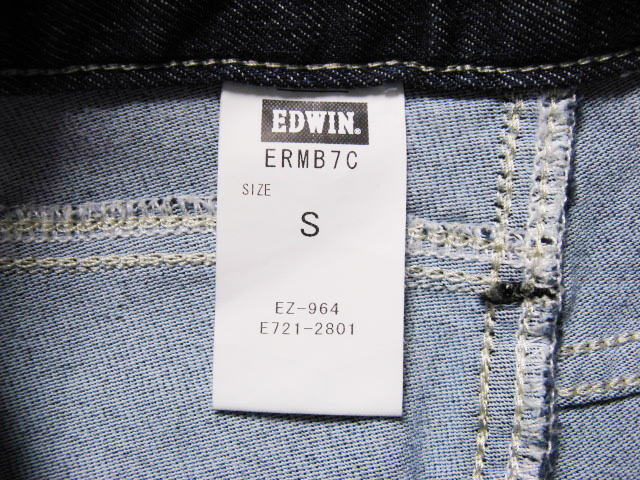 EDWIN.
ERMB7C
SIZE
S
EZ-964
E721-2801